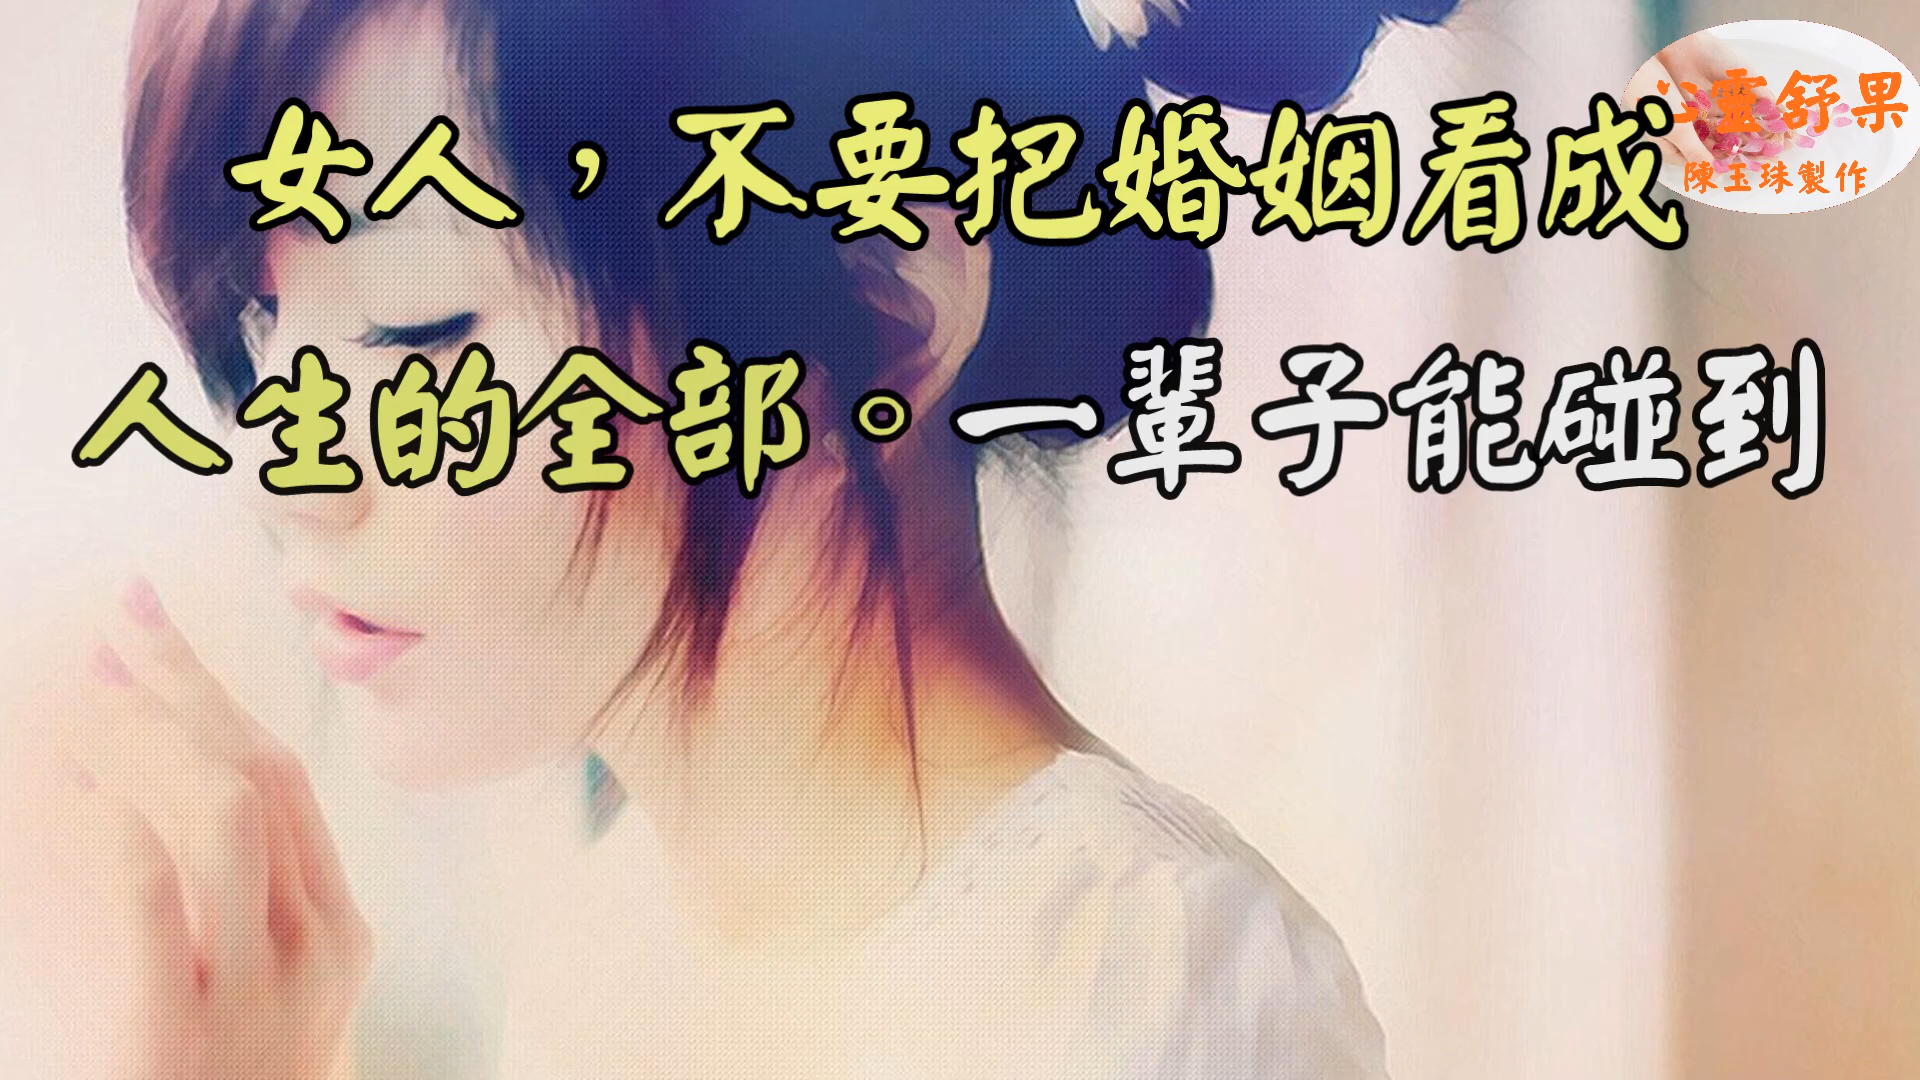 心靈舒果
陳玉珠製作
女人，不要把婚姻看成
人生的全部。一輩子能碰到